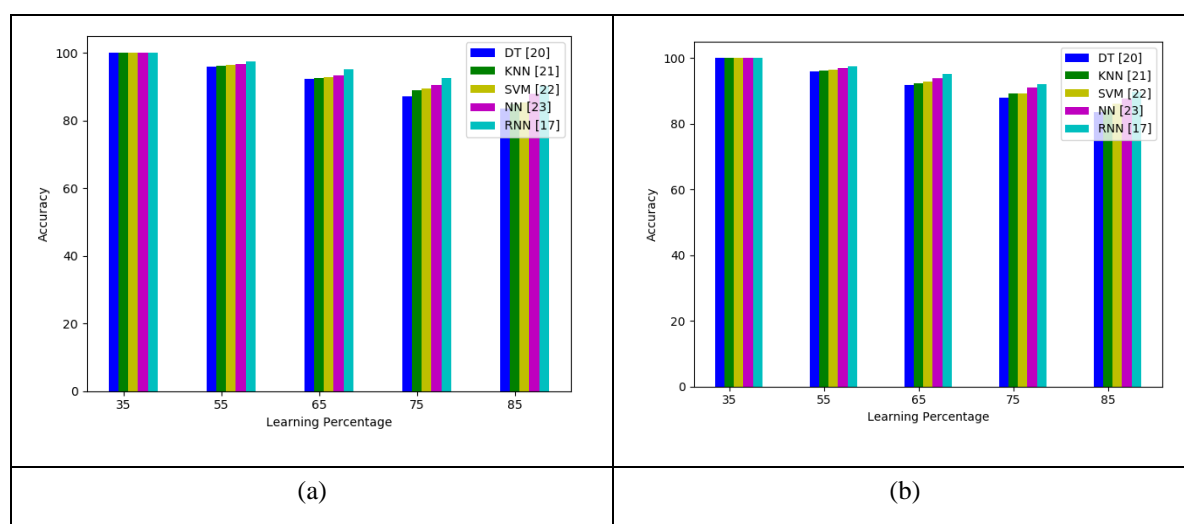 100
80
60
40
20
0
Accuracy
35 55 65 75 85
Learning Percentage
DT [20]
KNN [21]
SVM [22]
NN [23]
RNN [17]
(a)
100
80
60
40
20
0
Accuracy
35 55 65 75 85
Learning Percentage
DT [20]
KNN [21]
SVM [22]
NN [23]
RNN [17]
(b)